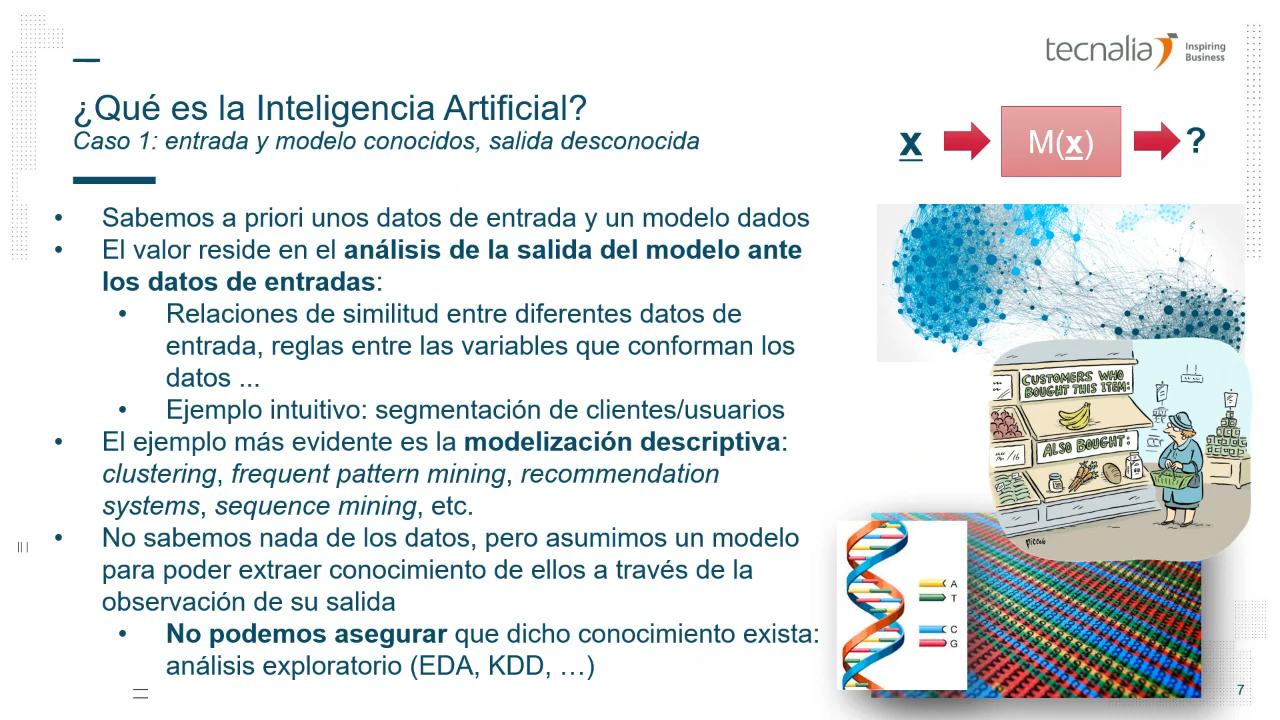 tecnalia Inspiring
Business
¿Qué es la Inteligencia Artificial?
Caso 1: entrada y modelo conocidos, salida desconocida
x M(x) ?
• Sabemos a priori unos datos de entrada y un modelo dados
• El valor reside en el análisis de la salida del modelo ante
los datos de entradas:
• Relaciones de similitud entre diferentes datos de
entrada, reglas entre las variables que conforman los
datos ...
• Ejemplo intuitivo: segmentación de clientes/usuarios
• El ejemplo más evidente es la modelización descriptiva:
clustering, frequent pattern mining, recommendation
systems, sequence mining, etc.
• No sabemos nada de los datos, pero asumimos un modelo
para poder extraer conocimiento de ellos a través de la
observación de su salida
• No podemos asegurar que dicho conocimiento exista:
análisis exploratorio (EDA, KDD, …)
CUSTOMERS WHO
BOUGHT THIS ITEM:
ALSO BOUGHT:
A
T
C
G
7